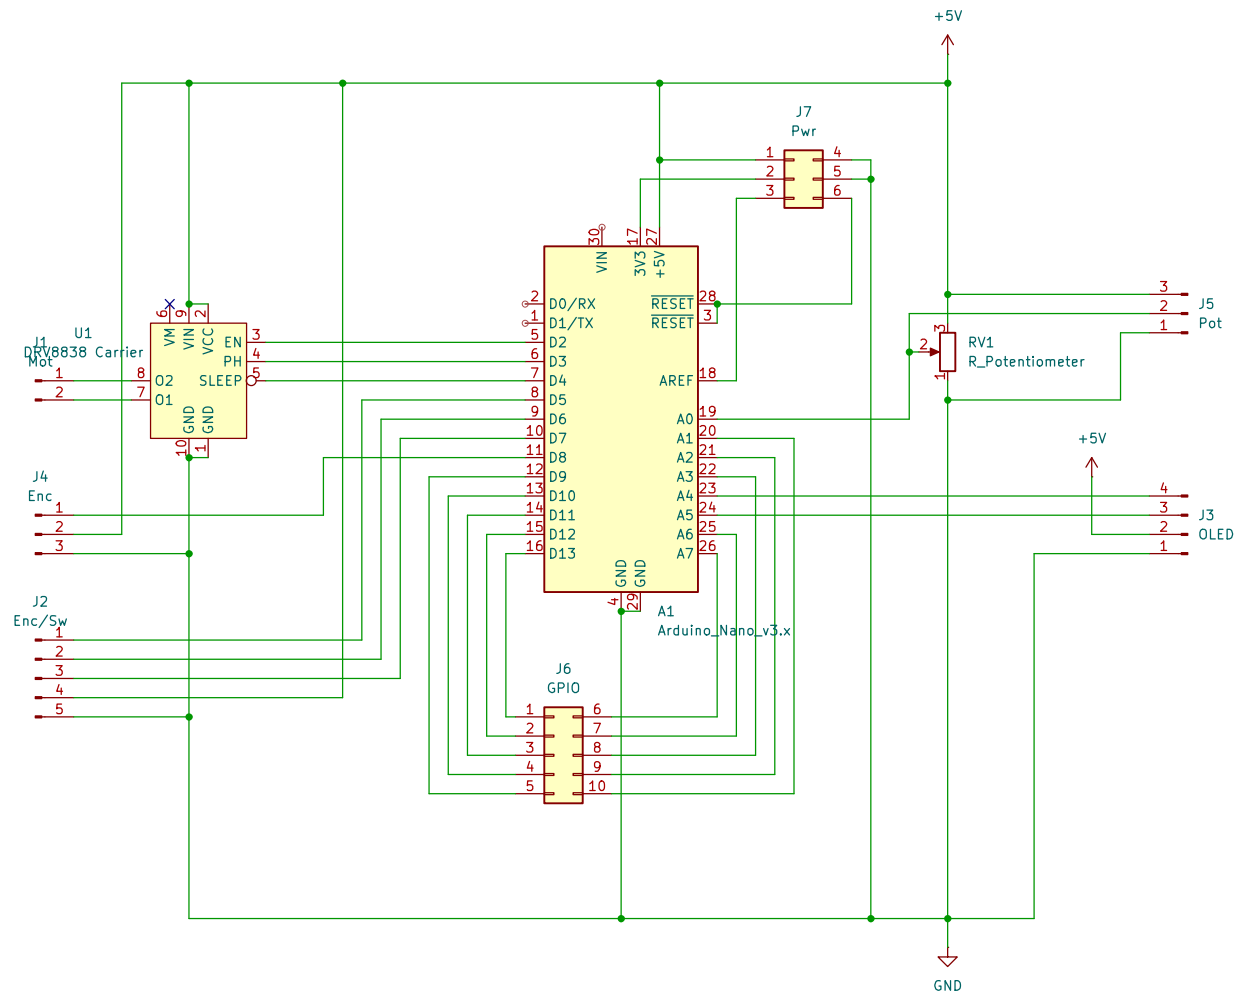 +5V
J7
Pwr
1 4
2 5
3 6
30 17 27
VIN 3V3 +5V
2 D0/RX RESET 28
1 D1/TX RESET 3
5 D2
6 D3
7 D4 AREF 18
8 D5
9 D6 A0 19
10 D7 A1 20
11 D8 A2 21
12 D9 A3 22
13 D10 A4 23
14 D11 A5 24
15 D12 A6 25
16 D13 A7 26
GND GND
4 29
A1
Arduino_Nano_v3.x
U1
DRV8838 Carrier
6 9 2
VM VIN VCC
EN 3
PH 4
SLEEP 5
8 O2
7 O1
GND GND
10 1
J1
Mot
1
2
J4
Enc
1
2
3
J2
Enc/Sw
1
2
3
4
5
J6
GPIO
1 6
2 7
3 8
4 9
5 10
3
2
1
J5
Pot
3
2
1
RV1
R_Potentiometer
+5V
4
3
2
1
J3
OLED
GND